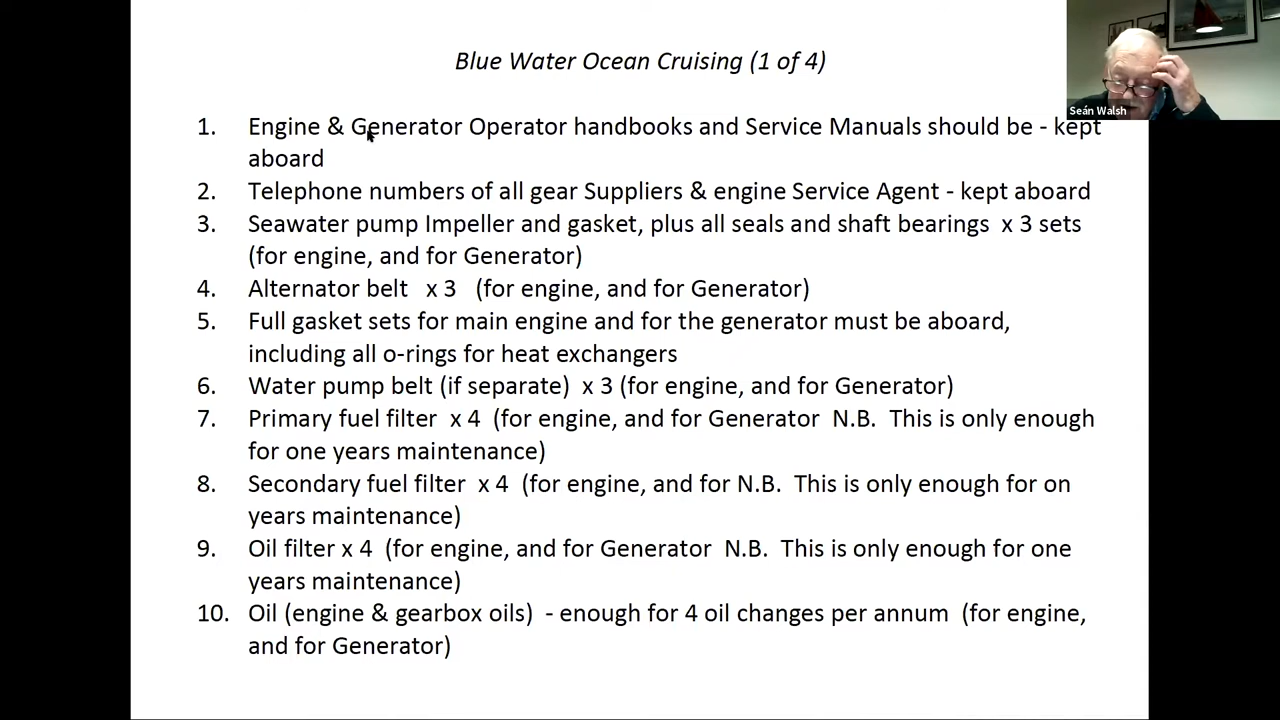 Blue Water Ocean Cruising (1 of 4)
Seán Walsh
1. Engine & Generator Operator handbooks and Service Manuals should be - kept
aboard
2. Telephone numbers of all gear Suppliers & engine Service Agent - kept aboard
3. Seawater pump Impeller and gasket, plus all seals and shaft bearings x 3 sets
(for engine, and for Generator)
4. Alternator belt x 3 (for engine, and for Generator)
5. Full gasket sets for main engine and for the generator must be aboard,
including all o-rings for heat exchangers
6. Water pump belt (if separate) x 3 (for engine, and for Generator)
7. Primary fuel filter x 4 (for engine, and for Generator N.B. This is only enough
for one years maintenance)
8. Secondary fuel filter x 4 (for engine, and for N.B. This is only enough for on
years maintenance)
9. Oil filter x 4 (for engine, and for Generator N.B. This is only enough for one
years maintenance)
10. Oil (engine & gearbox oils) - enough for 4 oil changes per annum (for engine,
and for Generator)